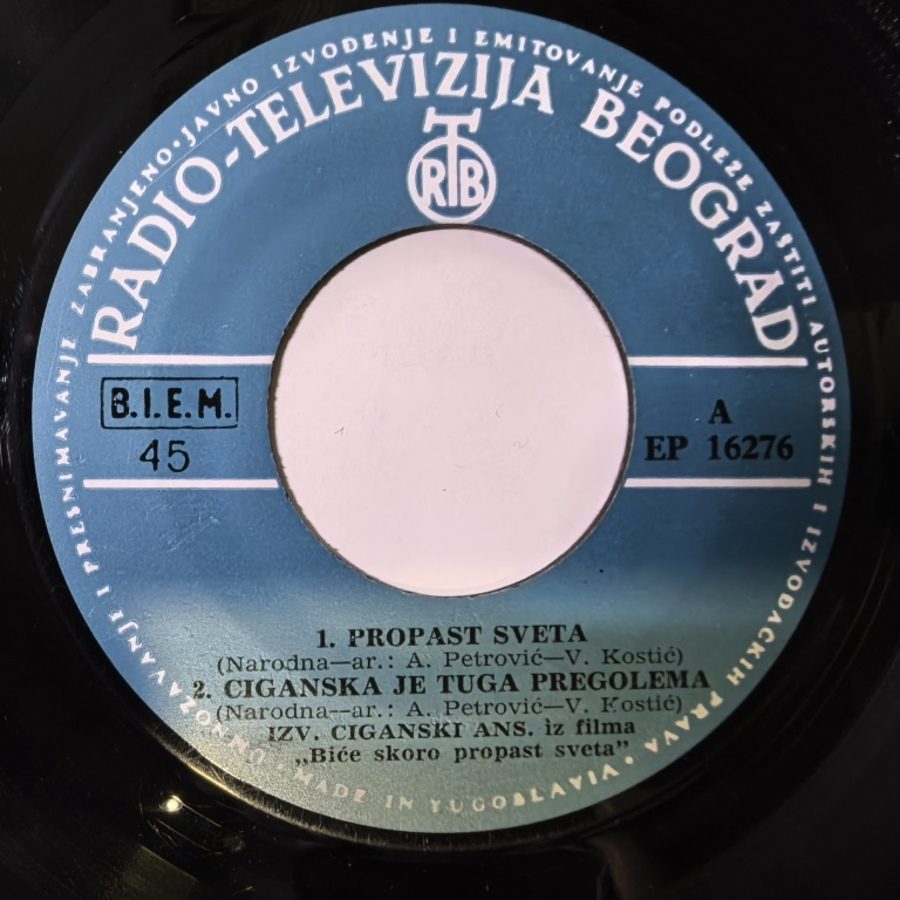 UMNOŽAVANJE I PRESNIMAVANJE ZABRANJENO · JAVNO IZVOĐENJE I EMITOVANJE PODLEŽE ZAŠTITI AUTORSKIH I IZVOĐAČKIH PRAVA · MADE IN YUGOSLAVIA ·
RADIO-TELEVIZIJA BEOGRAD
RTB
B.I.E.M.
45
A
EP 16276
1. PROPAST SVETA
(Narodna—ar.: A. Petrović—V. Kostić)
2. CIGANSKA JE TUGA PREGOLEMA
(Narodna—ar.: A. Petrović—V. Kostić)
IZV. CIGANSKI ANS. iz filma
„Biće skoro propast sveta”